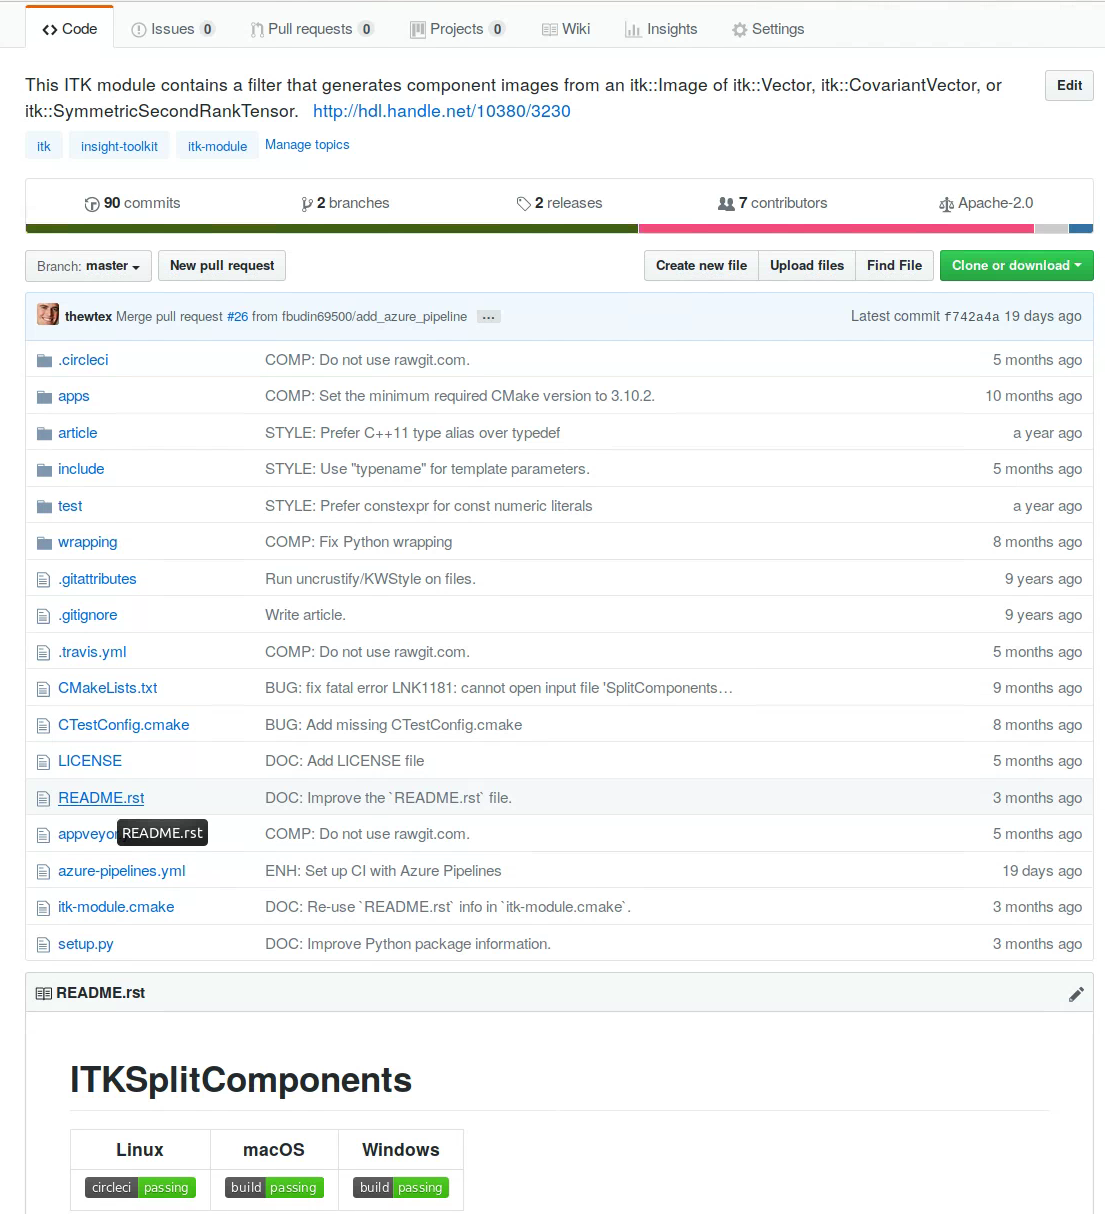 Code Issues 0 Pull requests 0 Projects 0 Wiki Insights Settings
This ITK module contains a filter that generates component images from an itk::Image of itk::Vector, itk::CovariantVector, or
itk::SymmetricSecondRankTensor. http://hdl.handle.net/10380/3230
Edit
itk insight-toolkit itk-module Manage topics
90 commits 2 branches 2 releases 7 contributors Apache-2.0
Branch: master New pull request Create new file Upload files Find File Clone or download
thewtex Merge pull request #26 from fbudin69500/add_azure_pipeline ... Latest commit f742a4a 19 days ago
.circleci COMP: Do not use rawgit.com. 5 months ago
apps COMP: Set the minimum required CMake version to 3.10.2. 10 months ago
article STYLE: Prefer C++11 type alias over typedef a year ago
include STYLE: Use "typename" for template parameters. 5 months ago
test STYLE: Prefer constexpr for const numeric literals a year ago
wrapping COMP: Fix Python wrapping 8 months ago
.gitattributes Run uncrustify/KWStyle on files. 9 years ago
.gitignore Write article. 9 years ago
.travis.yml COMP: Do not use rawgit.com. 5 months ago
CMakeLists.txt BUG: fix fatal error LNK1181: cannot open input file 'SplitComponents… 9 months ago
CTestConfig.cmake BUG: Add missing CTestConfig.cmake 8 months ago
LICENSE DOC: Add LICENSE file 5 months ago
README.rst DOC: Improve the `README.rst` file. 3 months ago
appveyor README.rst COMP: Do not use rawgit.com. 5 months ago
azure-pipelines.yml ENH: Set up CI with Azure Pipelines 19 days ago
itk-module.cmake DOC: Re-use `README.rst` info in `itk-module.cmake`. 3 months ago
setup.py DOC: Improve Python package information. 3 months ago
README.rst
ITKSplitComponents
Linux macOS Windows
circleci passing build passing build passing